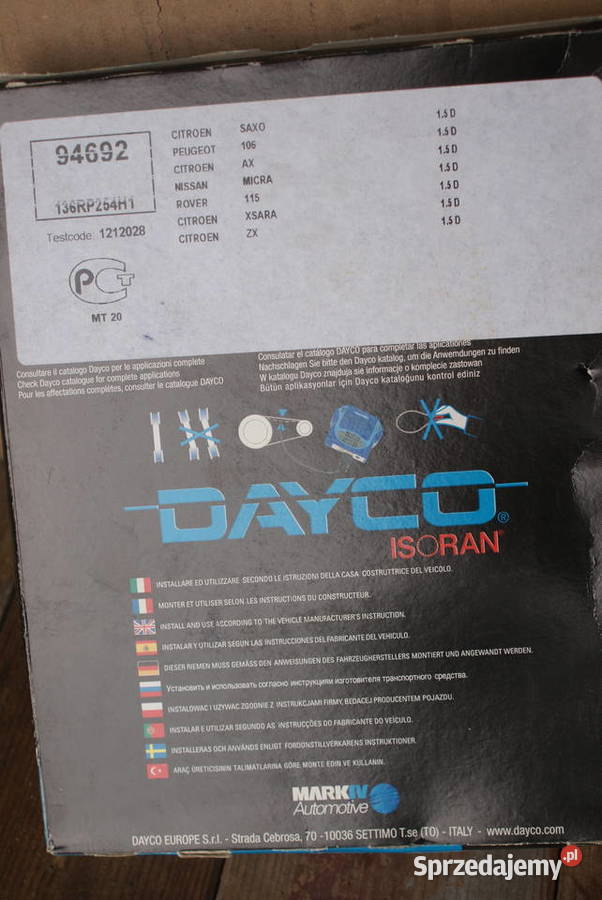 94692
136RP254H1
Testcode: 1212028
PCT
MT 20
CITROEN SAXO 1.5 D
PEUGEOT 106 1.5 D
CITROEN AX 1.5 D
NISSAN MICRA 1.5 D
ROVER 115 1.5 D
CITROEN XSARA 1.5 D
CITROEN ZX 1.5 D
Consultare il catalogo Dayco per le applicazioni complete
Check Dayco catalogue for complete applications
Pour les affectations complètes, consulter le catalogue DAYCO
Consulatar el catálogo DAYCO para completar las aplicationes
Nachschlagen Sie bitte den Dayco katalog, um die Anwemdungen zu finden
W katalogu Dayco znajduja sie informacje o komplecie zastowan
Bütün aplikasyonlar için Dayco kataloğunu kontrol ediniz
DAYCO®
ISORAN
INSTALLARE ED UTILIZZARE SECONDO LE ISTRUZIONI DELLA CASA COSTRUTTRICE DEL VEICOLO.
MONTER ET UTILISER SELON LES INSTRUCTIONS DU CONSTRUCTEUR.
INSTALL AND USE ACCORDING TO THE VEHICLE MANUFACTURER'S INSTRUCTION.
INSTALAR Y UTILIZAR SEGUN LAS INSTRUCCIONES DEL FABRICANTE DEL VEHICULO.
DIESER RIEMEN MUSS GEMÄSS DEN ANWEISUNGEN DES FAHRZEUGHERSTELLERS MONTIERT UND ANGEWANDT WERDEN.
Установить и использовать согласно инструкциям изготовителя транспортного средства.
INSTALOWAC I UZYWAC ZGODNIE Z INSTRUKCJAMI FIRMY, BEDACEJ PRODUCENTEM POJAZDU.
INSTALAR E UTILIZAR SEGUNDO AS INSTRUCÇÕES DO FABRICANTE DO VEÍCULO.
INSTALLERAS OCH ANVÄNDS ENLIGT FORDONSTILLVERKARENS INSTRUKTIONER.
ARAÇ ÜRETICISININ TALIMATLARINA GÖRE MONTE EDIN VE KULLANIN.
MARK IV
Automotive
DAYCO EUROPE S.r.l. - Strada Cebrosa, 70 -10036 SETTIMO T.se (TO) - ITALY - www.dayco.com
Sprzedajemy.pl